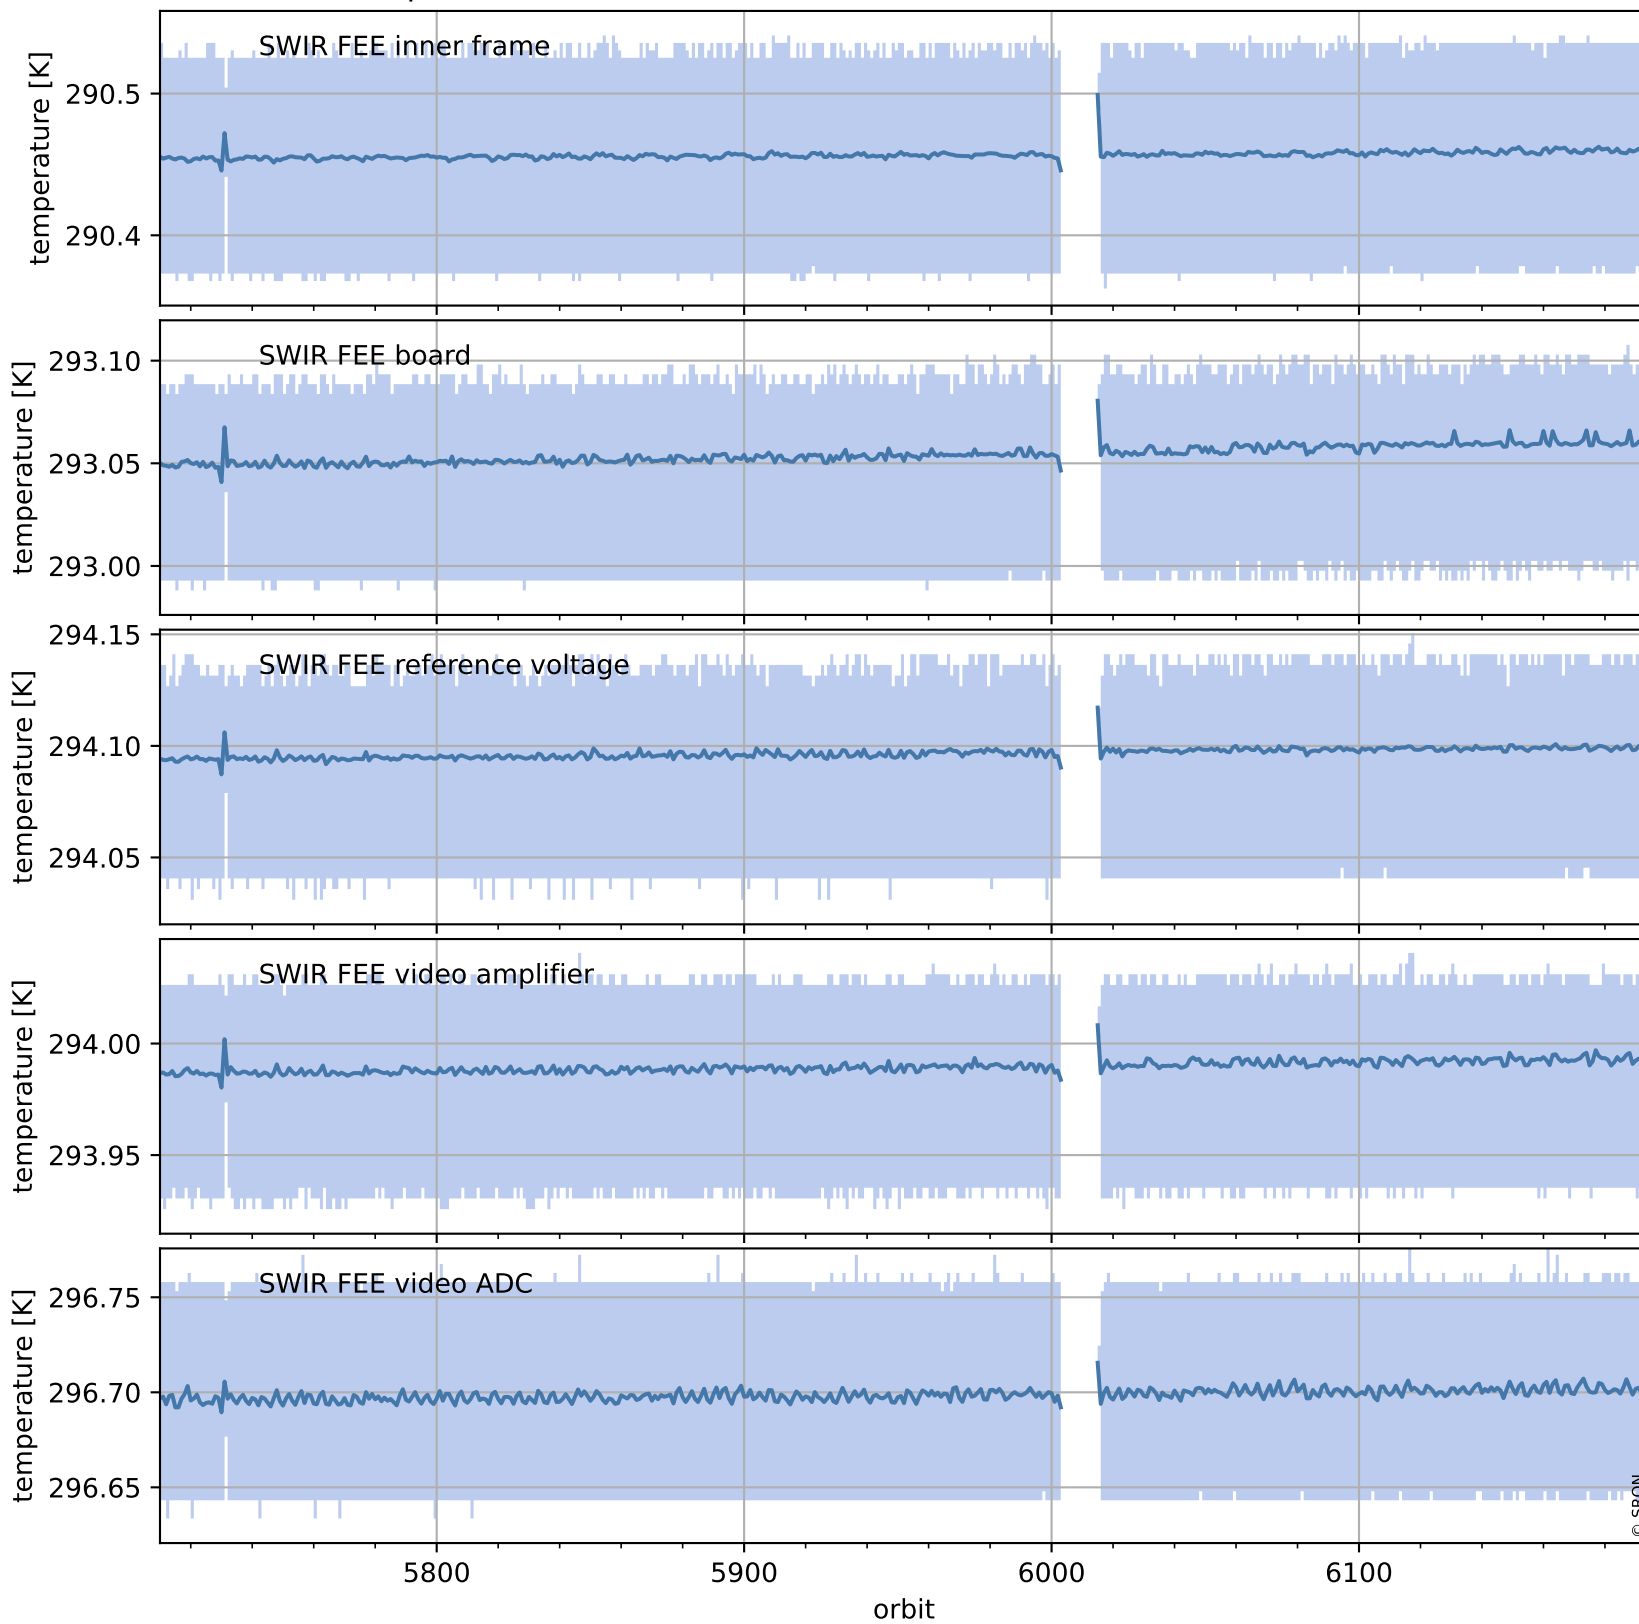 SWIR FEE inner frame
temperature [K]
290.5
290.4
SWIR FEE board
temperature [K]
293.10
293.05
293.00
SWIR FEE reference voltage
temperature [K]
294.15
294.10
294.05
SWIR FEE video amplifier
temperature [K]
294.00
293.95
SWIR FEE video ADC
temperature [K]
296.75
296.70
296.65
5800
5900
6000
6100
orbit
© SRON